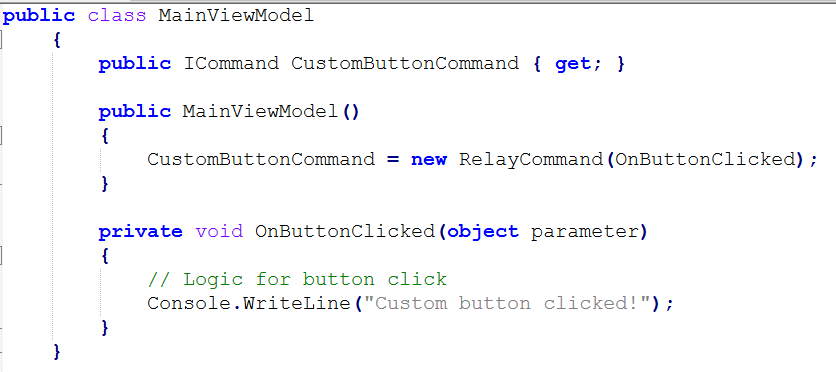 public class MainViewModel
{
public ICommand CustomButtonCommand { get; }
public MainViewModel()
{
CustomButtonCommand = new RelayCommand(OnButtonClicked);
}
private void OnButtonClicked(object parameter)
{
// Logic for button click
Console.WriteLine("Custom button clicked!");
}
}